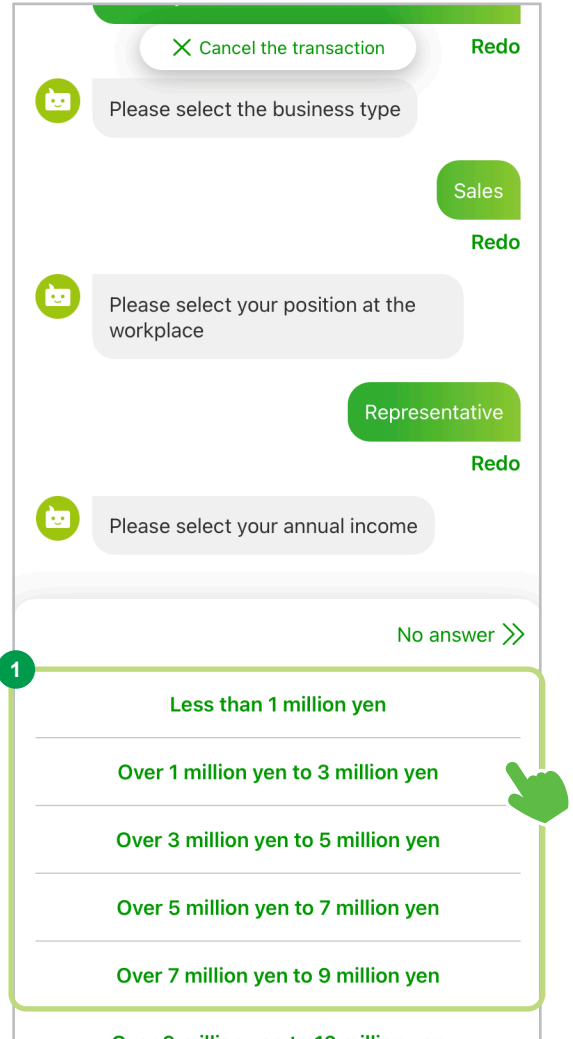 Cancel the transaction
Redo
Please select the business type
Sales
Redo
Please select your position at the
workplace
Representative
Redo
Please select your annual income
No answer
1
Less than 1 million yen
Over 1 million yen to 3 million yen
Over 3 million yen to 5 million yen
Over 5 million yen to 7 million yen
Over 7 million yen to 9 million yen